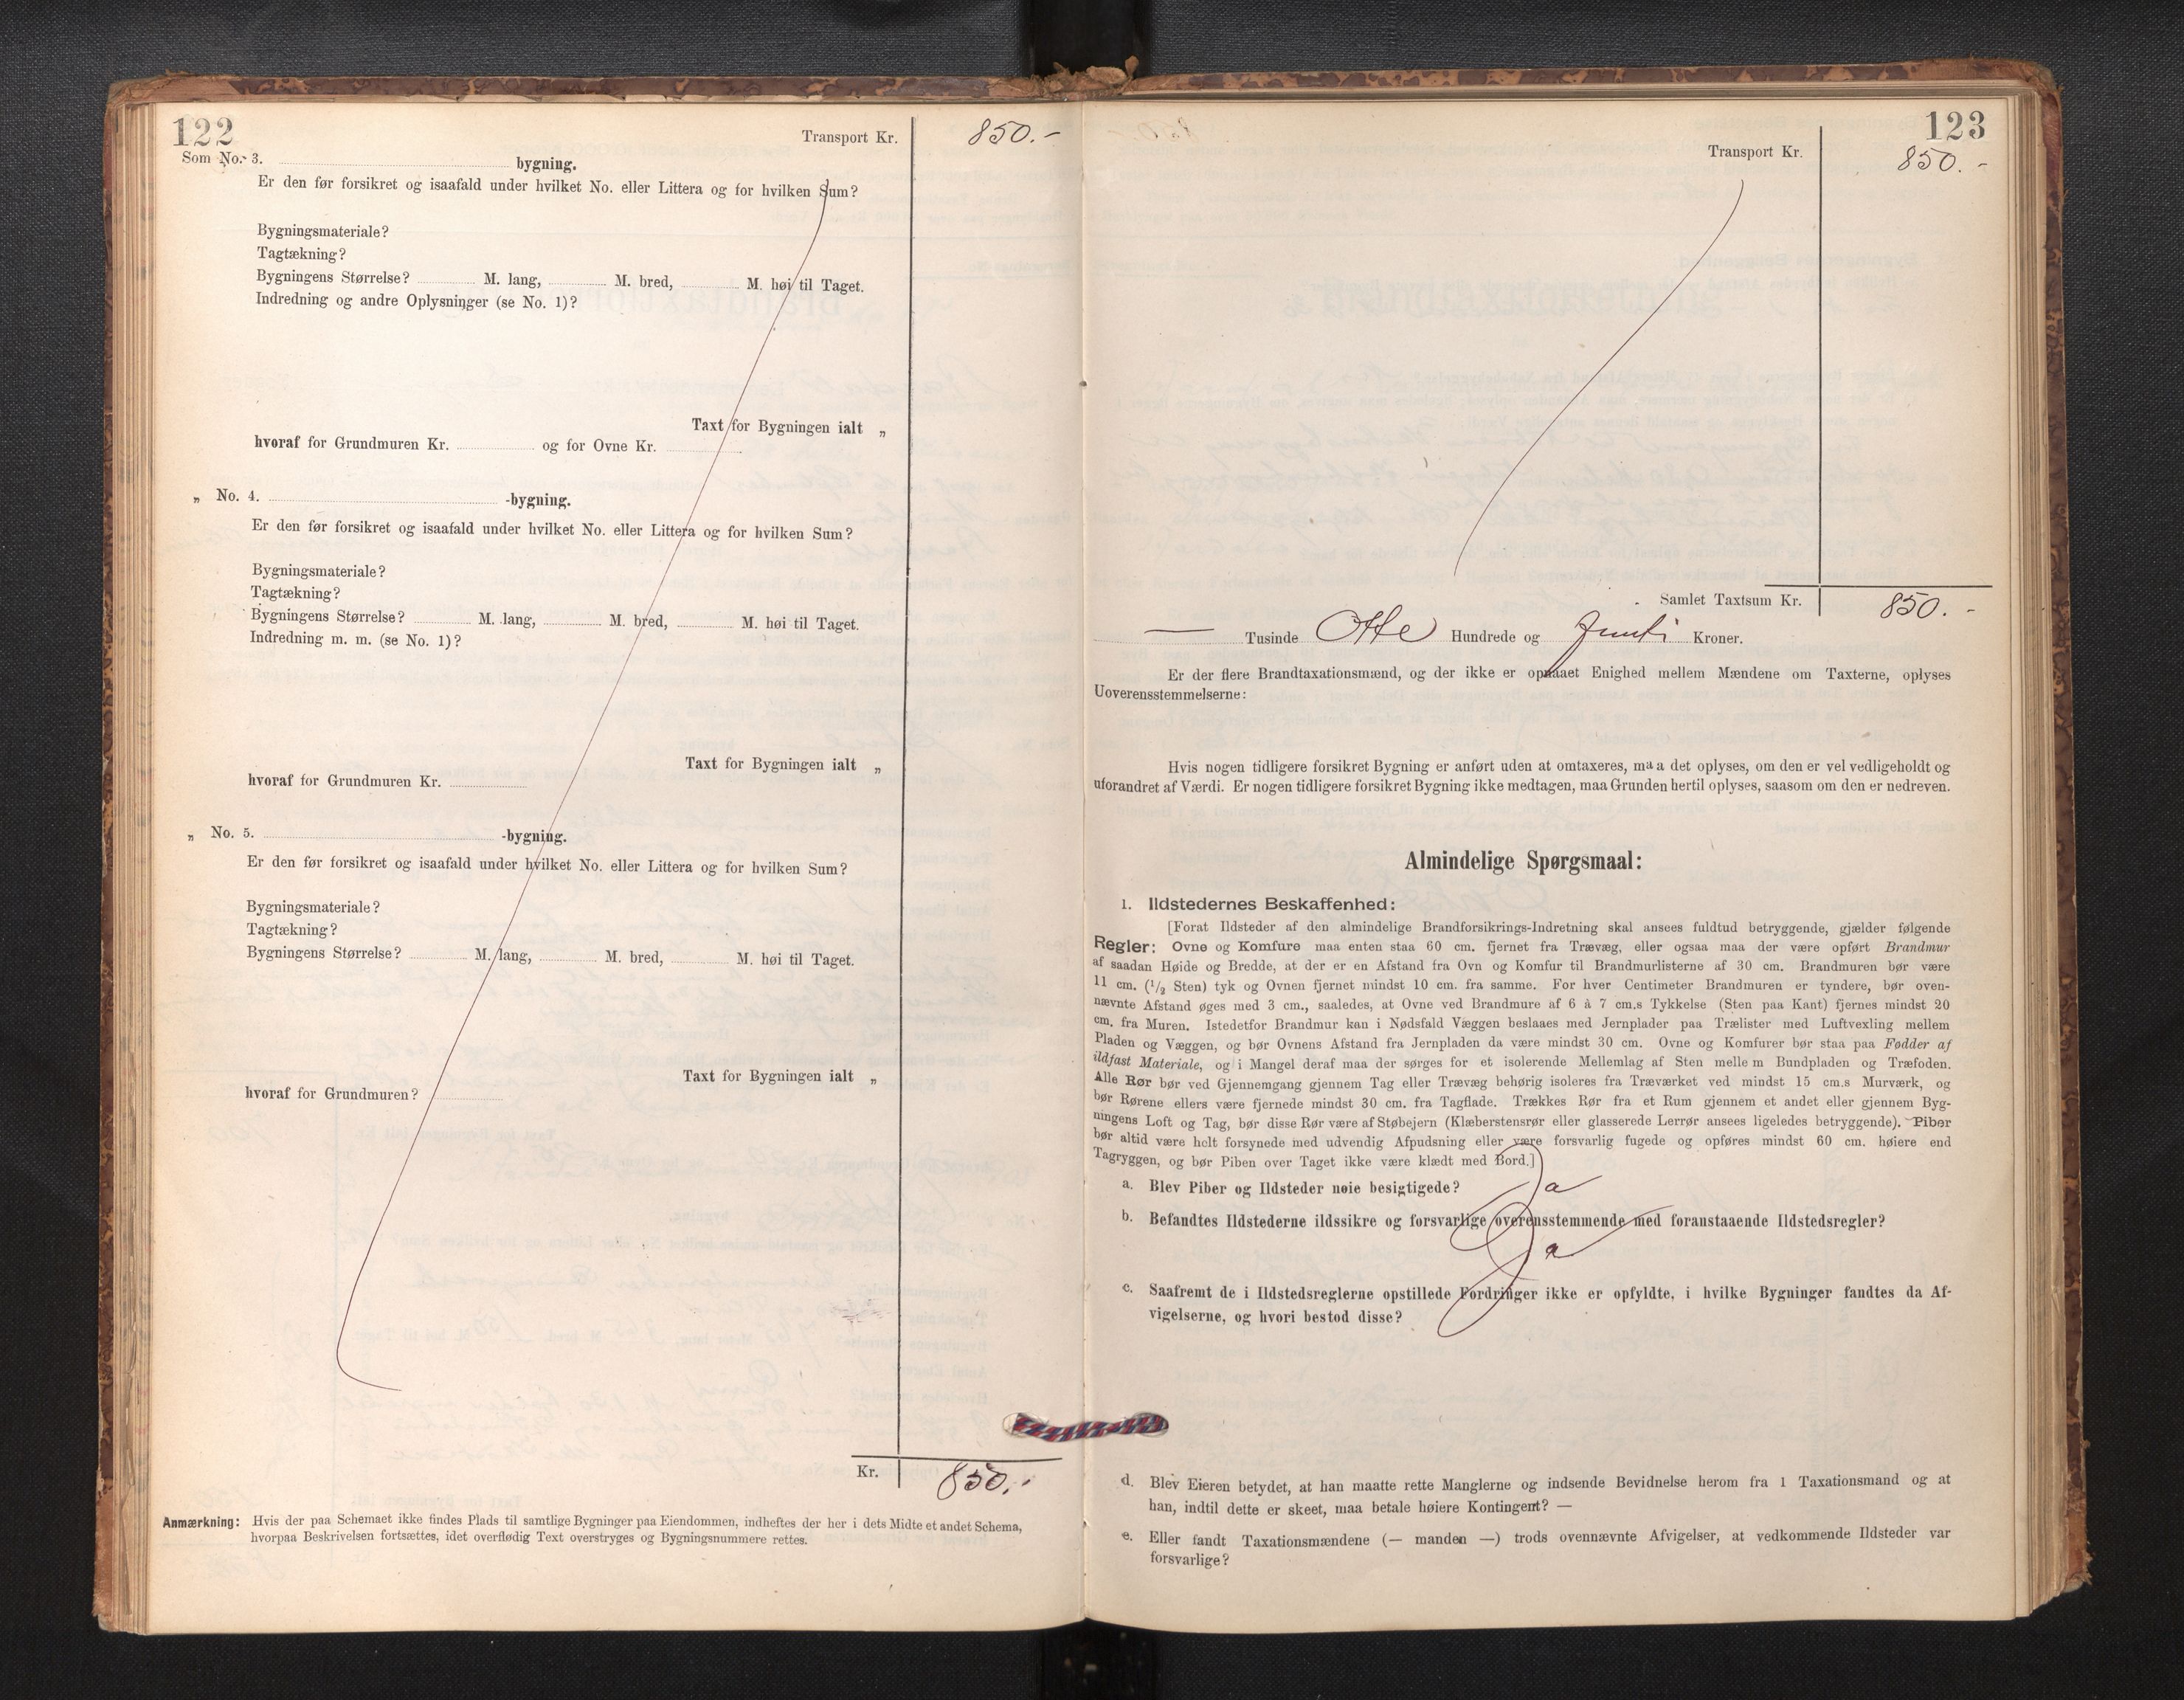 122
Transport Kr. 850.-
Som No. 3. bygning.
Er den før forsikret og isaafald under hvilket No. eller Littera og for hvilken Sum?
Bygningsmateriale?
Tagtækning?
Bygningens Størrelse? M. lang, M. bred, M. høi til Taget.
Indredning og andre Oplysninger (se No. 1)?
Taxt for Bygningen ialt „
hvoraf for Grundmuren Kr. og for Ovne Kr.
„ No. 4. -bygning.
Er den før forsikret og isaafald under hvilket No. eller Littera og for hvilken Sum?
Bygningsmateriale?
Tagtækning?
Bygningens Størrelse? M. lang, M. bred, M. høi til Taget.
Indredning m. m. (se No. 1)?
Taxt for Bygningen ialt „
hvoraf for Grundmuren Kr.
„ No. 5. -bygning.
Er den før forsikret og isaafald under hvilket No. eller Littera og for hvilken Sum?
Bygningsmateriale?
Tagtækning?
Bygningens Størrelse? M. lang, M. bred, M. høi til Taget.
Taxt for Bygningen ialt „
hvoraf for Grundmuren?
Kr. 850.-
Anmærkning: Hvis der paa Schemaet ikke findes Plads til samtlige Bygninger paa Eiendommen, indheftes der her i dets Midte et andet Schema,
hvorpaa Beskrivelsen fortsættes, idet overflødig Text overstryges og Bygningsnummere rettes.
123
Transport Kr. 850.-
Samlet Taxtsum Kr. 850.-
— Tusinde Otte Hundrede og femti Kroner.
Er der flere Brandtaxationsmænd, og der ikke er opnaaet Enighed mellem Mændene om Taxterne, oplyses
Uoverensstemmelserne:
Hvis nogen tidligere forsikret Bygning er anført uden at omtaxeres, maa det oplyses, om den er vel vedligeholdt og
uforandret af Værdi. Er nogen tidligere forsikret Bygning ikke medtagen, maa Grunden hertil oplyses, saasom om den er nedreven.
Almindelige Spørgsmaal:
1. Ildstedernes Beskaffenhed:
[Forat Ildsteder af den almindelige Brandforsikrings-Indretning skal ansees fuldtud betryggende, gjælder følgende
Regler: Ovne og Komfure maa enten staa 60 cm. fjernet fra Trævæg, eller ogsaa maa der være opført Brandmur
af saadan Høide og Bredde, at der er en Afstand fra Ovn og Komfur til Brandmurlisterne af 30 cm. Brandmuren bør være
11 cm. (1/2 Sten) tyk og Ovnen fjernet mindst 10 cm. fra samme. For hver Centimeter Brandmuren er tyndere, bør oven-
nævnte Afstand øges med 3 cm., saaledes, at Ovne ved Brandmure af 6 à 7 cm.s Tykkelse (Sten paa Kant) fjernes mindst 20
cm. fra Muren. Istedetfor Brandmur kan i Nødsfald Væggen beslaaes med Jernplader paa Trælister med Luftvexling mellem
Pladen og Væggen, og bør Ovnens Afstand fra Jernpladen da være mindst 30 cm. Ovne og Komfurer bør staa paa Fødder af
ildfast Materiale, og i Mangel deraf maa der sørges for et isolerende Mellemlag af Sten mellem Bundpladen og Træfoden.
Alle Rør bør ved Gjennemgang gjennem Tag eller Trævæg behørig isoleres fra Træværket ved mindst 15 cm.s Murværk, og
bør Rørene ellers være fjernede mindst 30 cm. fra Tagflade. Trækkes Rør fra et Rum gjennem et andet eller gjennem Byg-
ningens Loft og Tag, bør disse Rør være af Støbejern (Klæberstensrør eller glasserede Lerrør ansees ligeledes betryggende). Piber
bør altid være helt forsynede med udvendig Afpudsning eller være forsvarlig fugede og opføres mindst 60 cm. høiere end
Tagryggen, og bør Piben over Taget ikke være klædt med Bord.]
a. Blev Piber og Ildsteder nøie besigtigede? Ja
b. Befandtes Ildstederne ildssikre og forsvarlige overensstemmende med foranstaaende Ildstedsregler?
Ja
c. Saafremt de i Ildstedsreglerne opstillede Fordringer ikke er opfyldte, i hvilke Bygninger fandtes da Af-
vigelserne, og hvori bestod disse?
d. Blev Eieren betydet, at han maatte rette Manglerne og indsende Bevidnelse herom fra 1 Taxationsmand og at
han, indtil dette er skeet, maa betale høiere Kontingent? —
e. Eller fandt Taxationsmændene (— manden —) trods ovennævnte Afvigelser, at vedkommende Ildsteder var
forsvarlige?